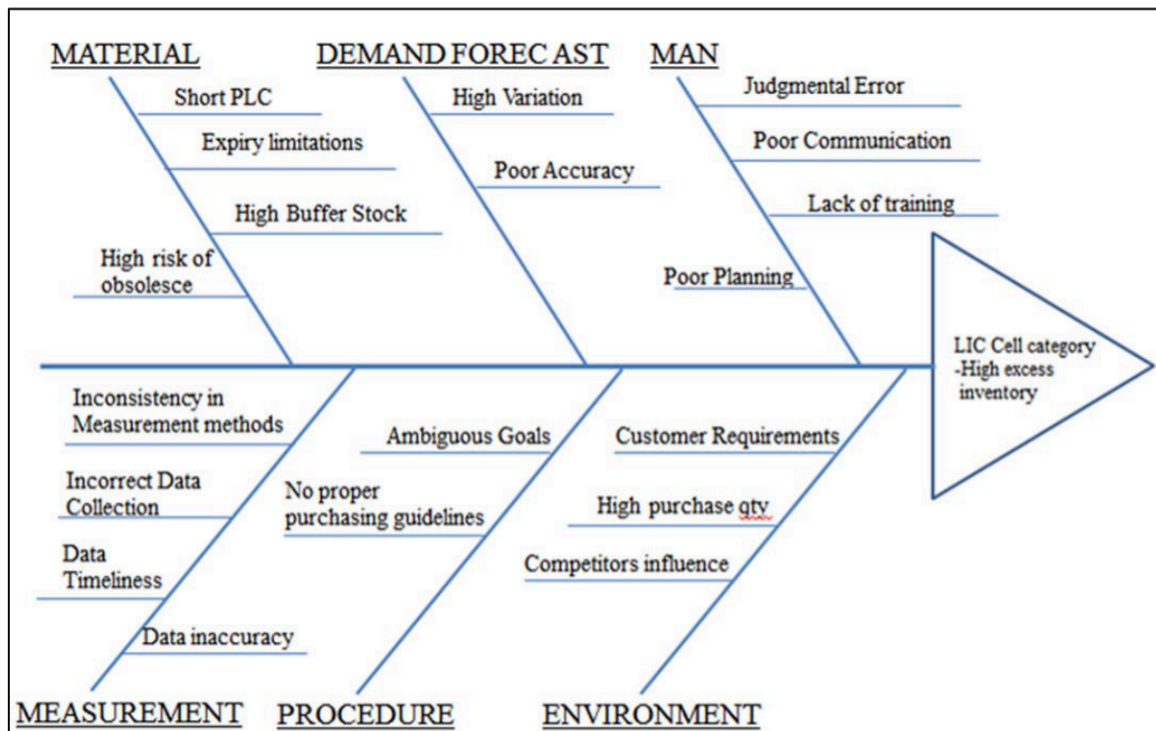 MATERIAL
DEMAND FOREC AST
MAN
Short PLC
Expiry limitations
High Buffer Stock
High risk of
obsolesce
High Variation
Poor Accuracy
Judgmental Error
Poor Communication
Lack of training
Poor Planning
LIC Cell category
-High excess
inventory
Inconsistency in
Measurement methods
Incorrect Data
Collection
Data
Timeliness
Data inaccuracy
Ambiguous Goals
No proper
purchasing guidelines
Customer Requirements
High purchase qty
Competitors influence
MEASUREMENT
PROCEDURE
ENVIRONMENT